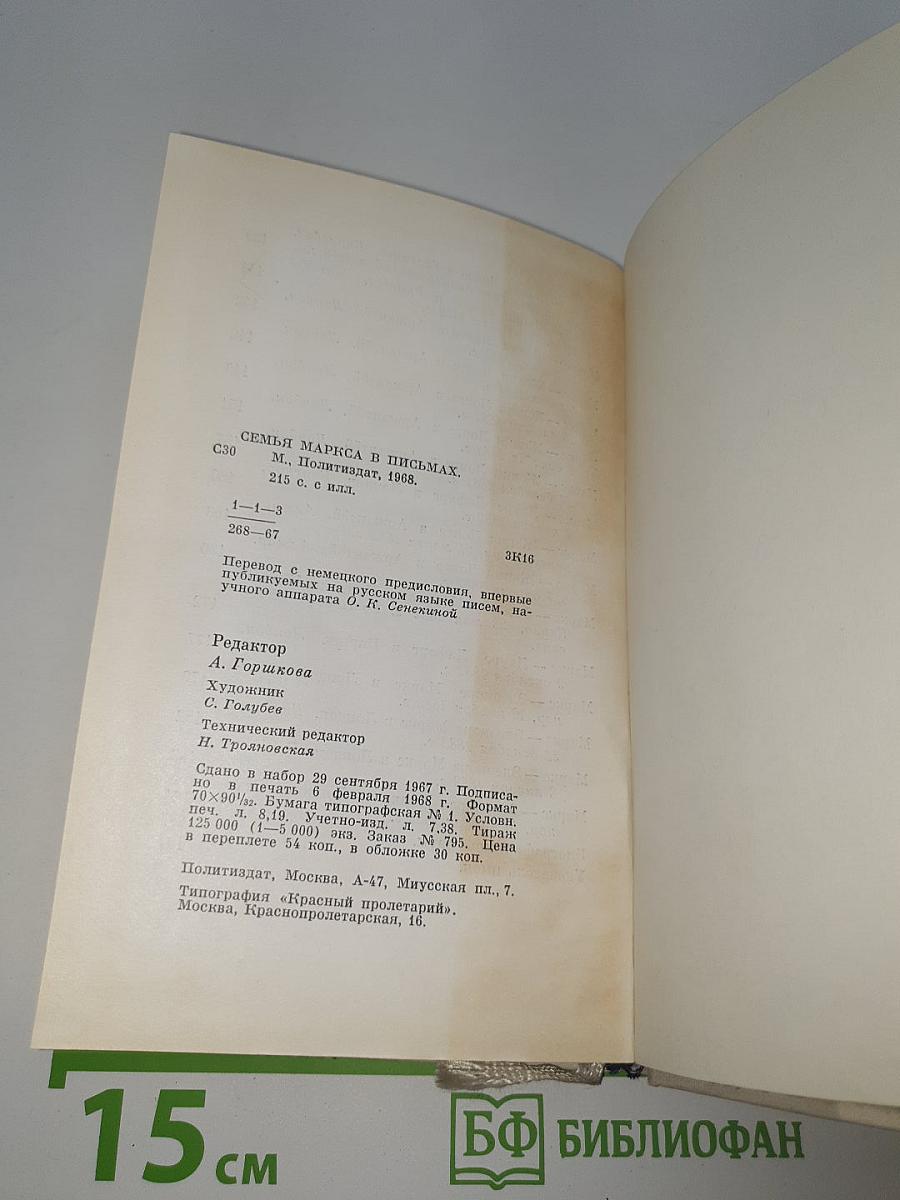 СЕМЬЯ МАРКСА В ПИСЬМАХ.
С30 М., Политиздат, 1968.
215 с. с илл.
1—1—3
268—67
3К16
Перевод с немецкого предисловия, впервые
публикуемых на русском языке писем, на-
учного аппарата О. К. Сенекиной
Редактор
А. Горшкова
Художник
С. Голубев
Технический редактор
Н. Трояновская
Сдано в набор 29 сентября 1967 г. Подписа-
но в печать 6 февраля 1968 г. Формат
70×90¹/₃₂. Бумага типографская № 1. Условн.
печ. л. 8,19. Учетно-изд. л. 7,38. Тираж
125 000 (1—5 000) экз. Заказ № 795. Цена
в переплете 54 коп., в обложке 30 коп.
Политиздат, Москва, А-47, Миусская пл., 7.
Типография «Красный пролетарий».
Москва, Краснопролетарская, 16.
15 см
БФ БИБЛИОФАН